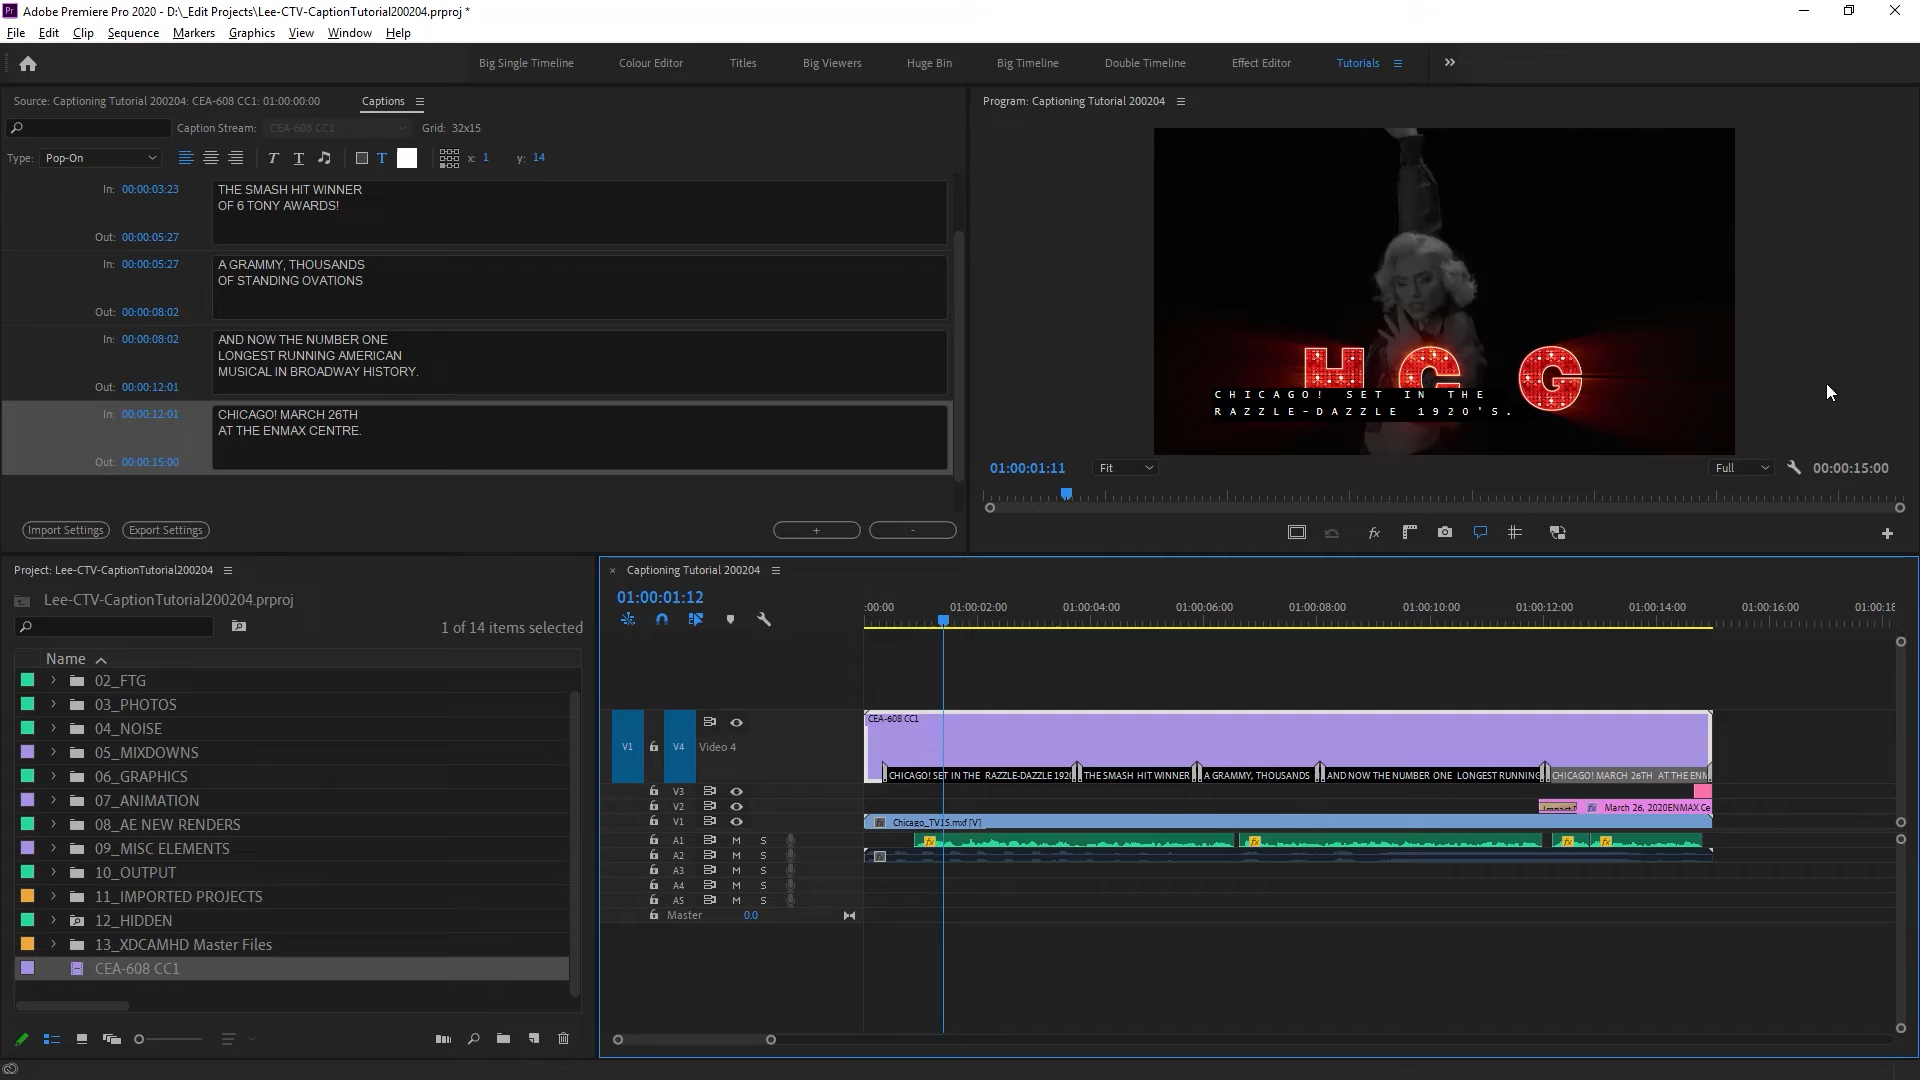 Adobe Premiere Pro 2020 - D:\_Edit Projects\Lee-CTV-CaptionTutorial200204.prproj *
File Edit Clip Sequence Markers Graphics View Window Help
Big Single Timeline Colour Editor Titles Big Viewers Huge Bin Big Timeline Double Timeline Effect Editor Tutorials
Source: Captioning Tutorial 200204: CEA-608 CC1: 01:00:00:00 Captions
Caption Stream: CEA-608 CC1 Grid: 32x15
Type: Pop-On x: 1 y: 14
In: 00:00:03:23
THE SMASH HIT WINNER
OF 6 TONY AWARDS!
Out: 00:00:05:27
In: 00:00:05:27
A GRAMMY, THOUSANDS
OF STANDING OVATIONS
Out: 00:00:08:02
In: 00:00:08:02
AND NOW THE NUMBER ONE
LONGEST RUNNING AMERICAN
MUSICAL IN BROADWAY HISTORY.
Out: 00:00:12:01
In: 00:00:12:01
CHICAGO! MARCH 26TH
AT THE ENMAX CENTRE.
Out: 00:00:15:00
Import Settings Export Settings + -
Program: Captioning Tutorial 200204
H C G
CHICAGO! SET IN THE
RAZZLE-DAZZLE 1920'S.
01:00:01:11 Fit Full 00:00:15:00
Project: Lee-CTV-CaptionTutorial200204
Lee-CTV-CaptionTutorial200204.prproj
1 of 14 items selected
Name
02_FTG
03_PHOTOS
04_NOISE
05_MIXDOWNS
06_GRAPHICS
07_ANIMATION
08_AE NEW RENDERS
09_MISC ELEMENTS
10_OUTPUT
11_IMPORTED PROJECTS
12_HIDDEN
13_XDCAMHD Master Files
CEA-608 CC1
Captioning Tutorial 200204
01:00:01:12
:00:00 01:00:02:00 01:00:04:00 01:00:06:00 01:00:08:00 01:00:10:00 01:00:12:00 01:00:14:00 01:00:16:00 01:00:18
CEA-608 CC1
V1 V4 Video 4
CHICAGO! SET IN THE RAZZLE-DAZZLE 192 THE SMASH HIT WINNER A GRAMMY, THOUSANDS AND NOW THE NUMBER ONE LONGEST RUNNING CHICAGO! MARCH 26TH AT THE ENM
V3
V2 fx March 26, 2020ENMAX Ce
V1 Chicago_TV15.mxf [V]
A1 M S fx fx fx fx
A2 M S
A3 M S
A4 M S
A5 M S
Master 0.0